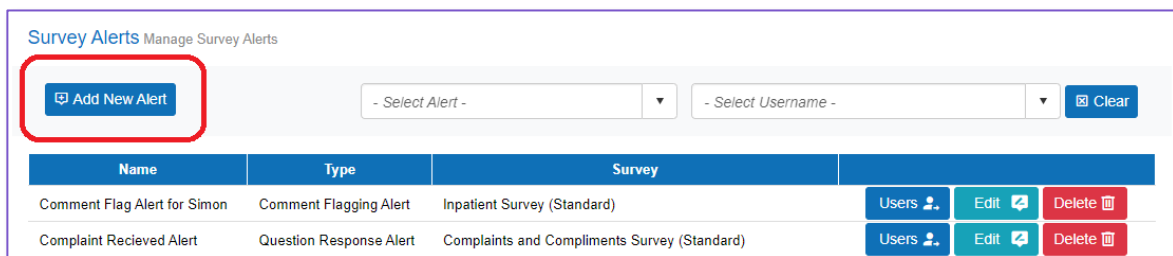 Survey Alerts Manage Survey Alerts
Add New Alert - Select Alert - - Select Username - Clear
Name Type Survey
Comment Flag Alert for Simon Comment Flagging Alert Inpatient Survey (Standard) Users Edit Delete
Complaint Recieved Alert Question Response Alert Complaints and Compliments Survey (Standard) Users Edit Delete